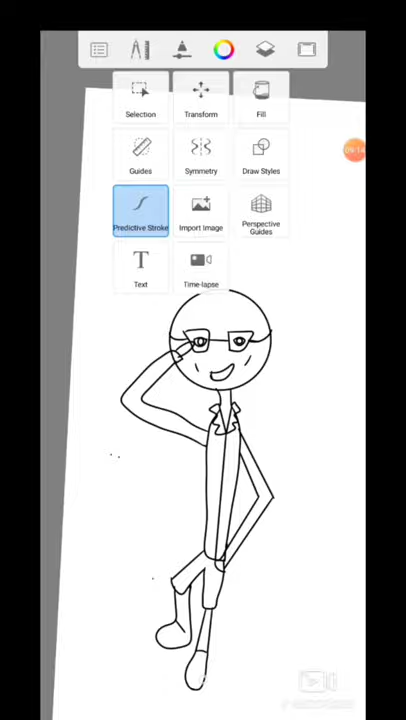 Selection
Transform
Fill
Guides
Symmetry
Draw Styles
Predictive Stroke
Import Image
Perspective
Guides
Text
Time-lapse